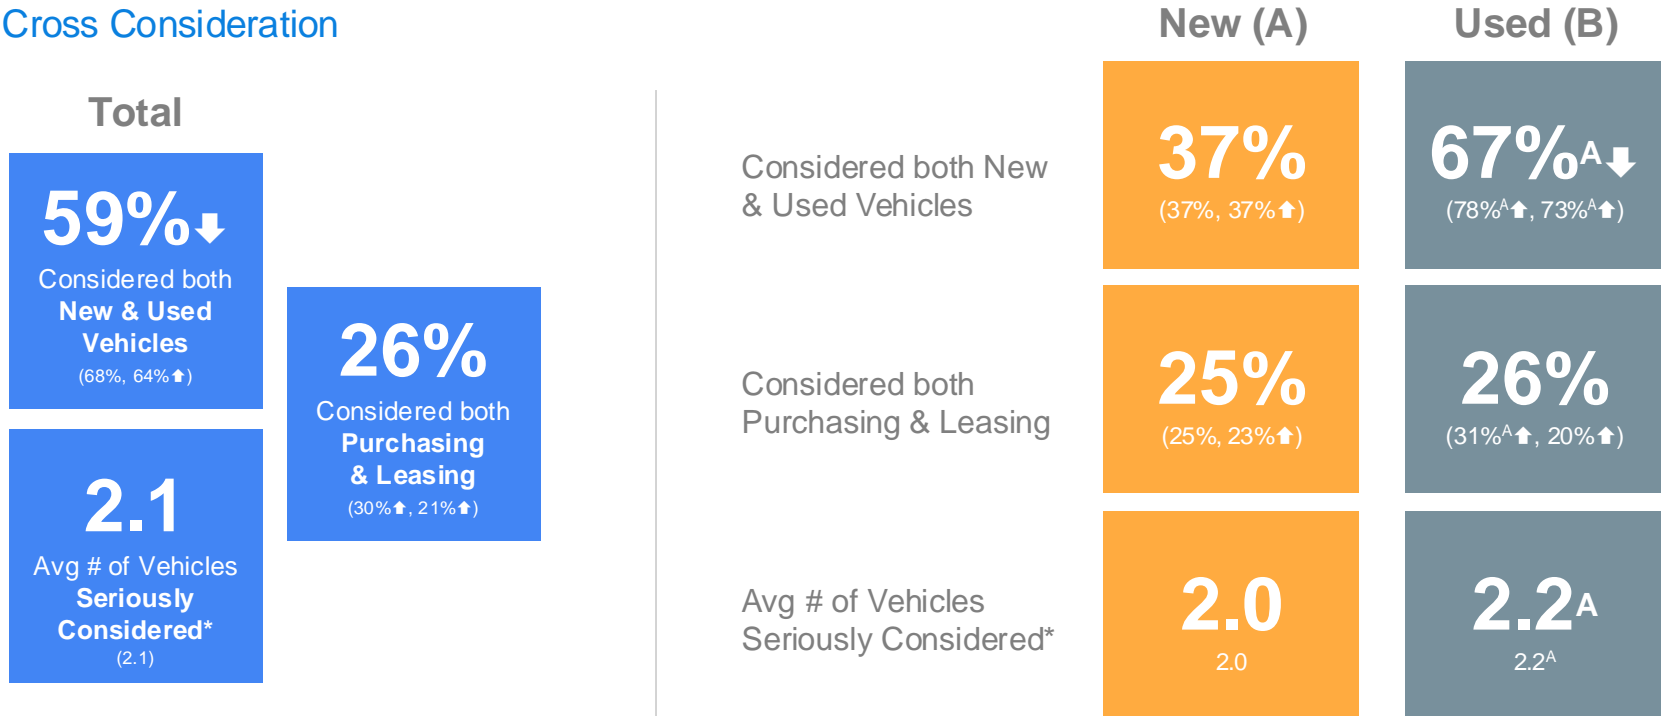 Cross Consideration
Total
59%⬇
Considered both
New & Used
Vehicles
(68%, 64%⬆)
2.1
Avg # of Vehicles
Seriously
Considered*
(2.1)
26%
Considered both
Purchasing
& Leasing
(30%⬆, 21%⬆)
New (A)
Used (B)
Considered both New
& Used Vehicles
37%
(37%, 37%⬆)
67%ᴬ⬇
(78%ᴬ⬆, 73%ᴬ⬆)
Considered both
Purchasing & Leasing
25%
(25%, 23%⬆)
26%
(31%ᴬ⬆, 20%⬆)
Avg # of Vehicles
Seriously Considered*
2.0
2.0
2.2ᴬ
2.2ᴬ